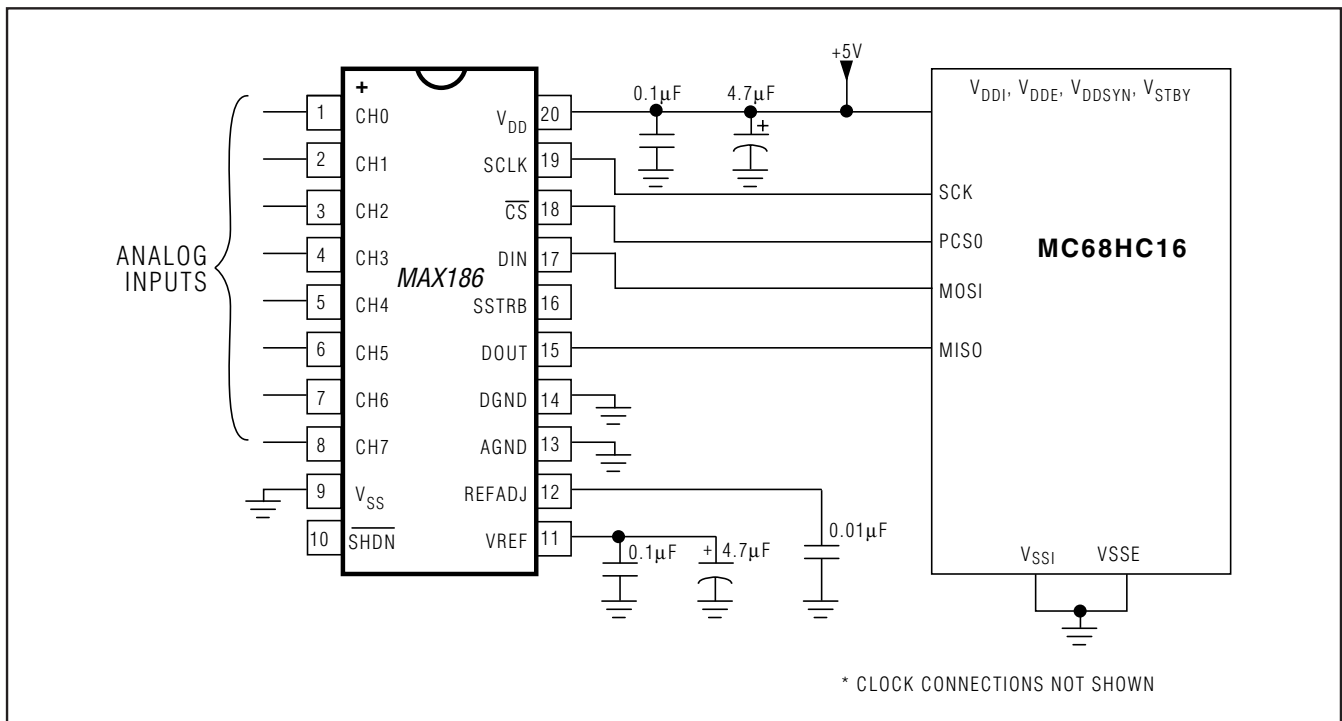 +5V
0.1µF
4.7µF
+
VDDI, VDDE, VDDSYN, VSTBY
+
1 CH0
VDD 20
2 CH1
SCLK 19
3 CH2
CS 18
4 CH3
DIN 17
5 CH4
SSTRB 16
6 CH5
DOUT 15
7 CH6
DGND 14
8 CH7
AGND 13
9 VSS
REFADJ 12
10 SHDN
VREF 11
ANALOG
INPUTS
MAX186
SCK
PCS0
MOSI
MISO
MC68HC16
0.1µF
+ 4.7µF
0.01µF
VSSI
VSSE
* CLOCK CONNECTIONS NOT SHOWN